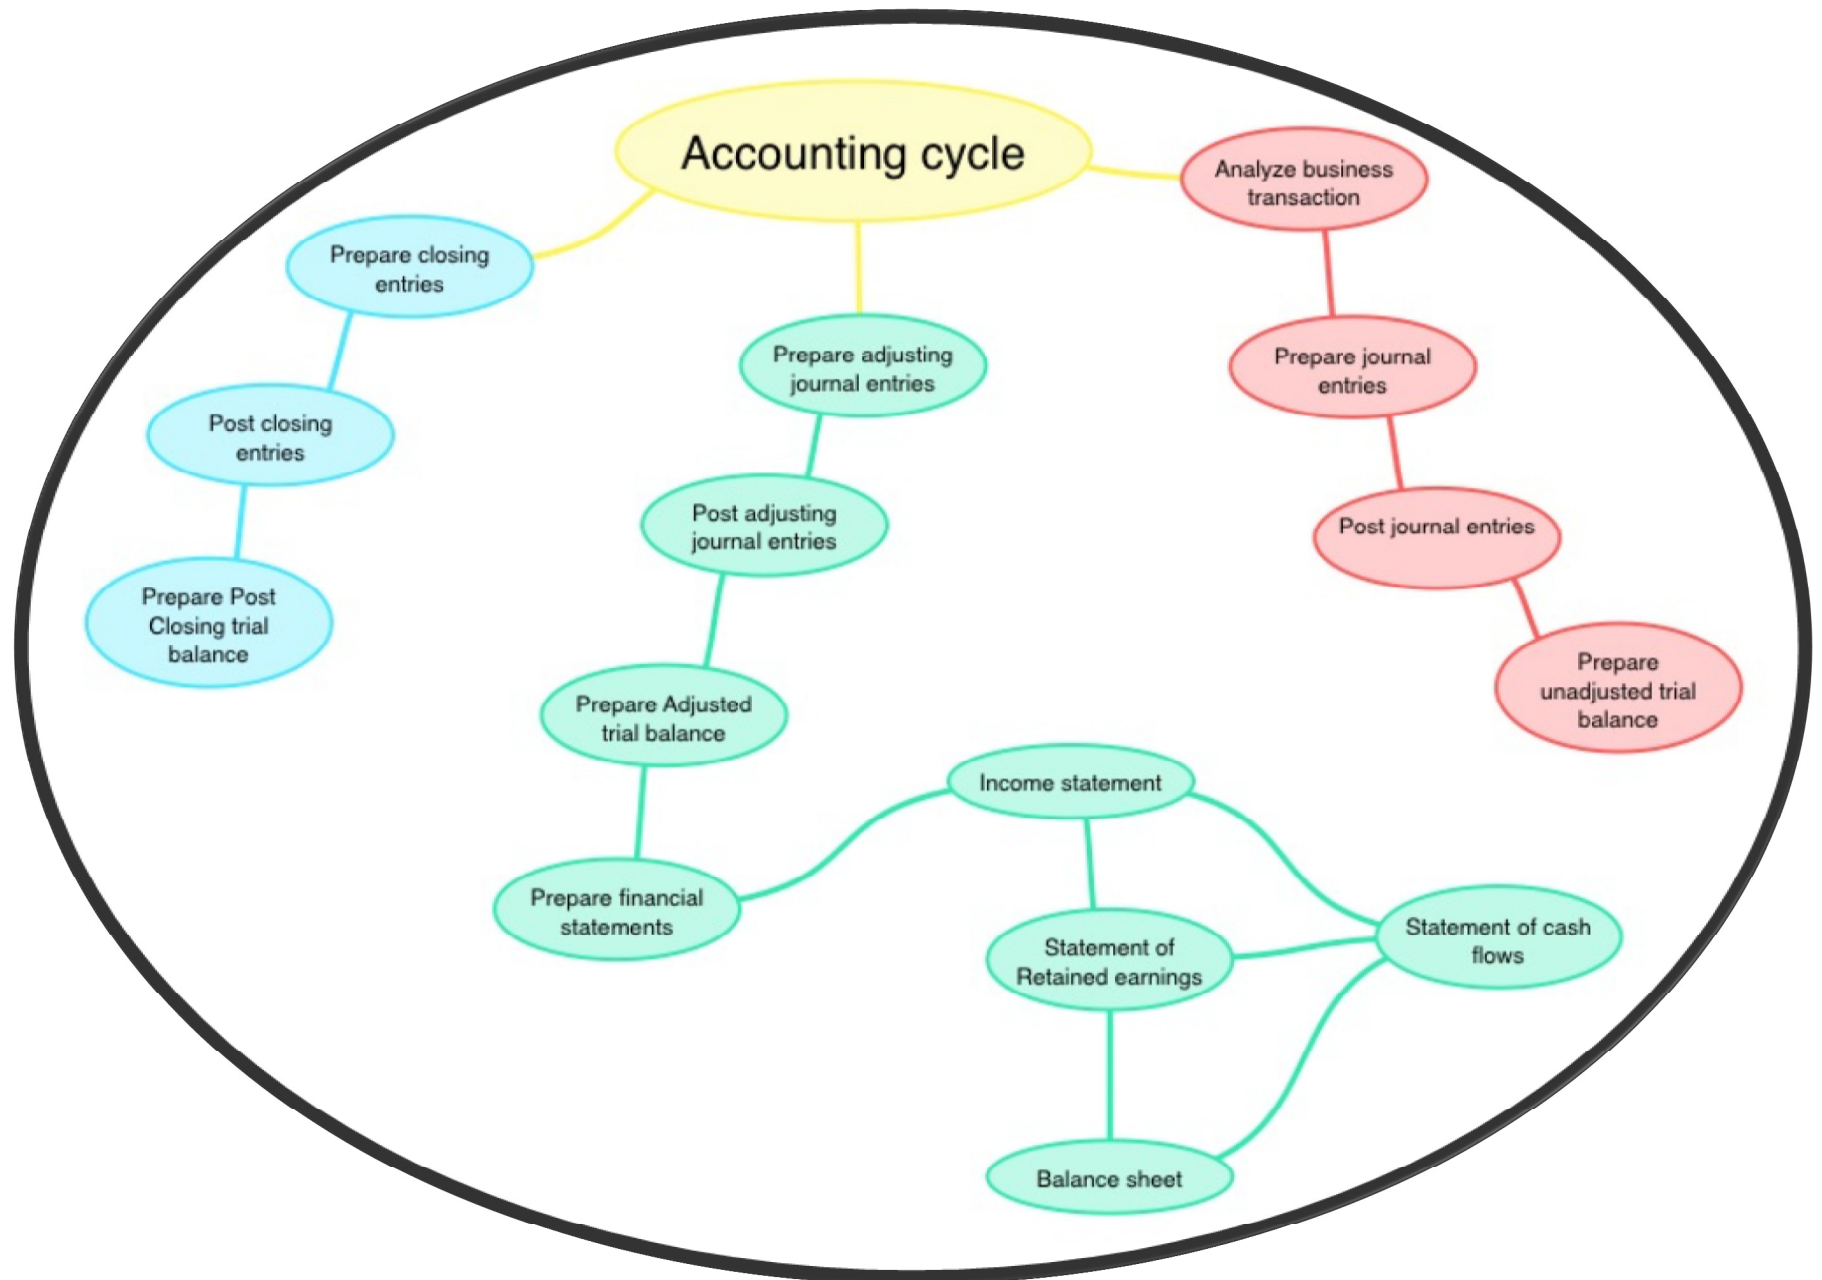 Accounting cycle
Analyze business
transaction
Prepare closing
entries
Prepare adjusting
journal entries
Prepare journal
entries
Post closing
entries
Post adjusting
journal entries
Post journal entries
Prepare Post
Closing trial
balance
Prepare Adjusted
trial balance
Prepare
unadjusted trial
balance
Income statement
Prepare financial
statements
Statement of
Retained earnings
Statement of cash
flows
Balance sheet